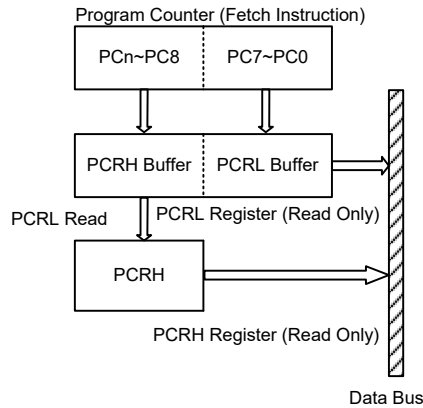 Program Counter (Fetch Instruction)
PCn~PC8
PC7~PC0
PCRH Buffer
PCRL Buffer
PCRL Read
PCRL Register (Read Only)
PCRH
PCRH Register (Read Only)
Data Bus